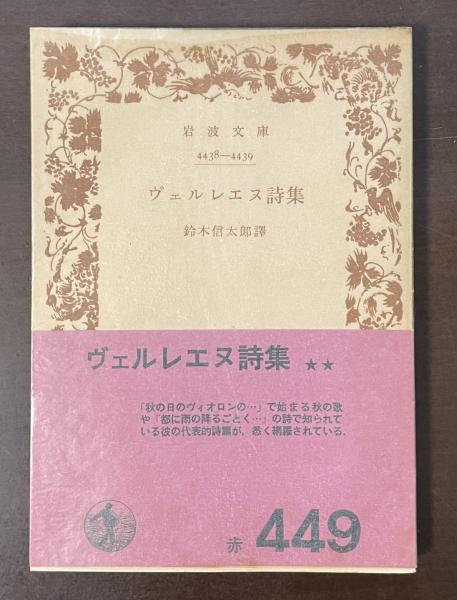 岩波文庫
4438—4439
ヴェルレエヌ詩集
鈴木信太郎譯
ヴェルレエヌ詩集 ★★
「秋の日のヴィオロンの…」で始まる秋の歌
や「都に雨の降るごとく…」の詩で知られて
いる彼の代表的詩篇が，悉く網羅されている．
赤 449